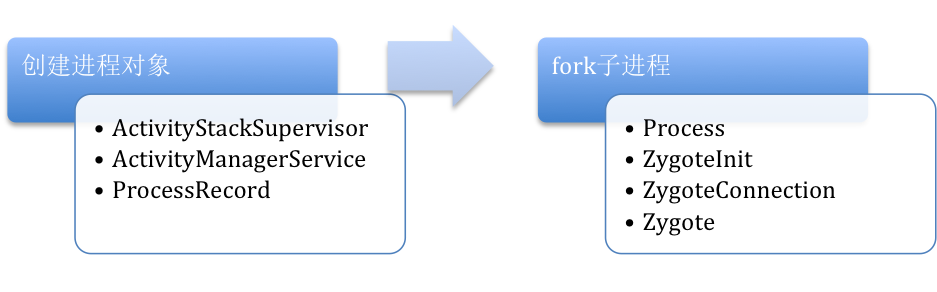 创建进程对象
• ActivityStackSupervisor
• ActivityManagerService
• ProcessRecord
fork子进程
• Process
• ZygoteInit
• ZygoteConnection
• Zygote